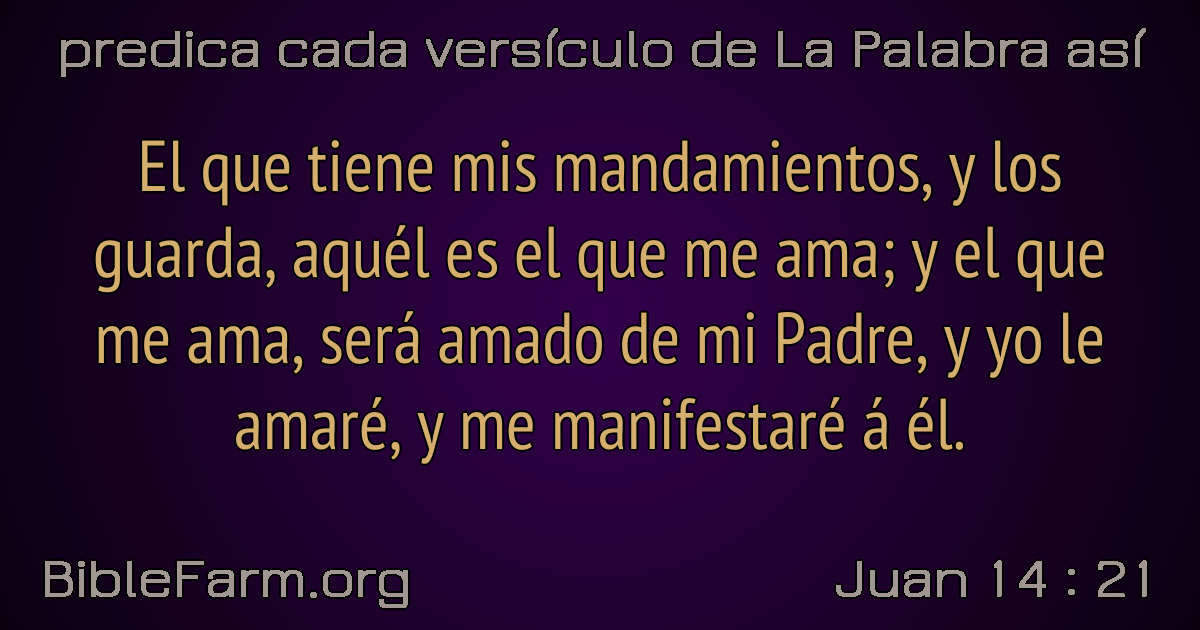 predica cada versículo de La Palabra así
El que tiene mis mandamientos, y los
guarda, aquél es el que me ama; y el que
me ama, será amado de mi Padre, y yo le
amaré, y me manifestaré á él.
BibleFarm.org
Juan 14 : 21